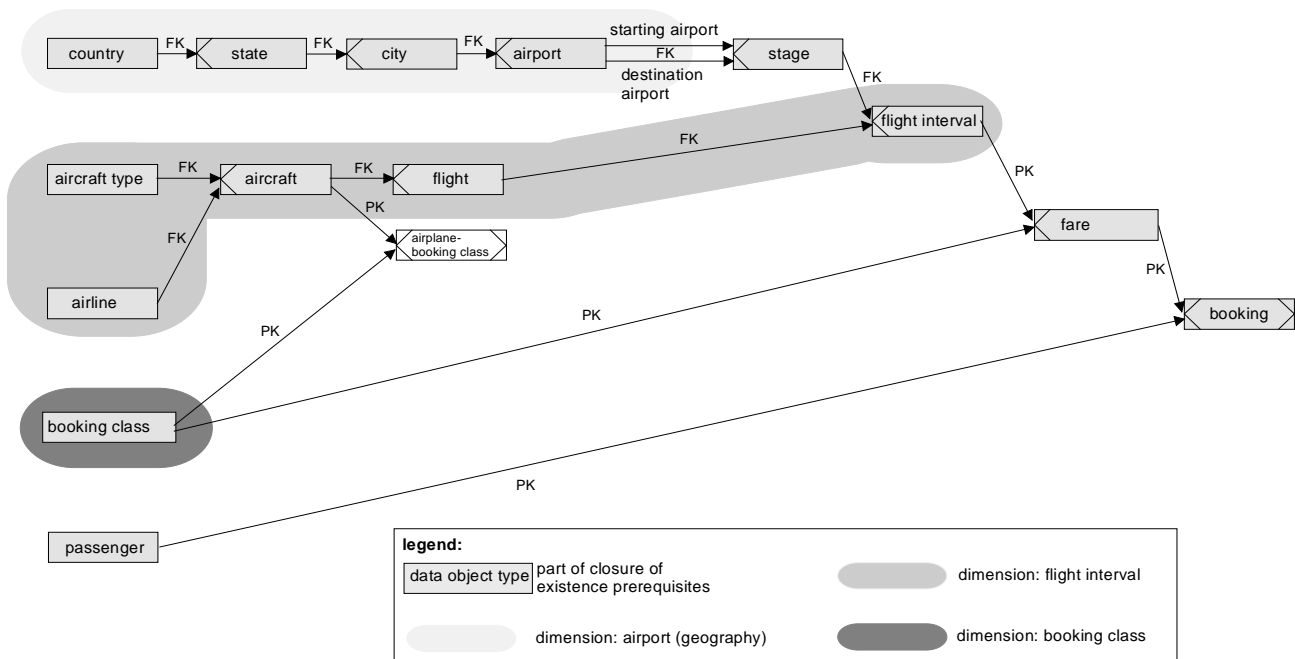 starting airport
country
FK
state
FK
city
FK
airport
FK
stage
destination
airport
FK
flight interval
FK
PK
aircraft type
FK
aircraft
FK
flight
PK
FK
airplane-
booking class
fare
PK
airline
PK
PK
booking
booking class
PK
passenger
legend:
data object type
part of closure of
existence prerequisites
dimension: flight interval
dimension: airport (geography)
dimension: booking class